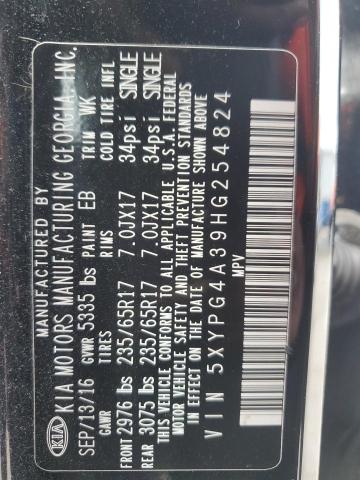 MANUFACTURED BY
KIA KIA MOTORS MANUFACTURING GEORGIA, INC.
SEP/13/16 GVWR 5335 lbs PAINT EB TRIM WK
GAWR TIRES RIMS COLD TIRE INFL
FRONT 2976 lbs 235/65R17 7.0JX17 34psi SINGLE
REAR 3075 lbs 235/65R17 7.0JX17 34psi SINGLE
THIS VEHICLE CONFORMS TO ALL APPLICABLE U.S.A. FEDERAL
MOTOR VEHICLE SAFETY AND THEFT PREVENTION STANDARDS
IN EFFECT ON THE DATE OF MANUFACTURE SHOWN ABOVE
VIN 5XYPG4A39HG254824
MPV